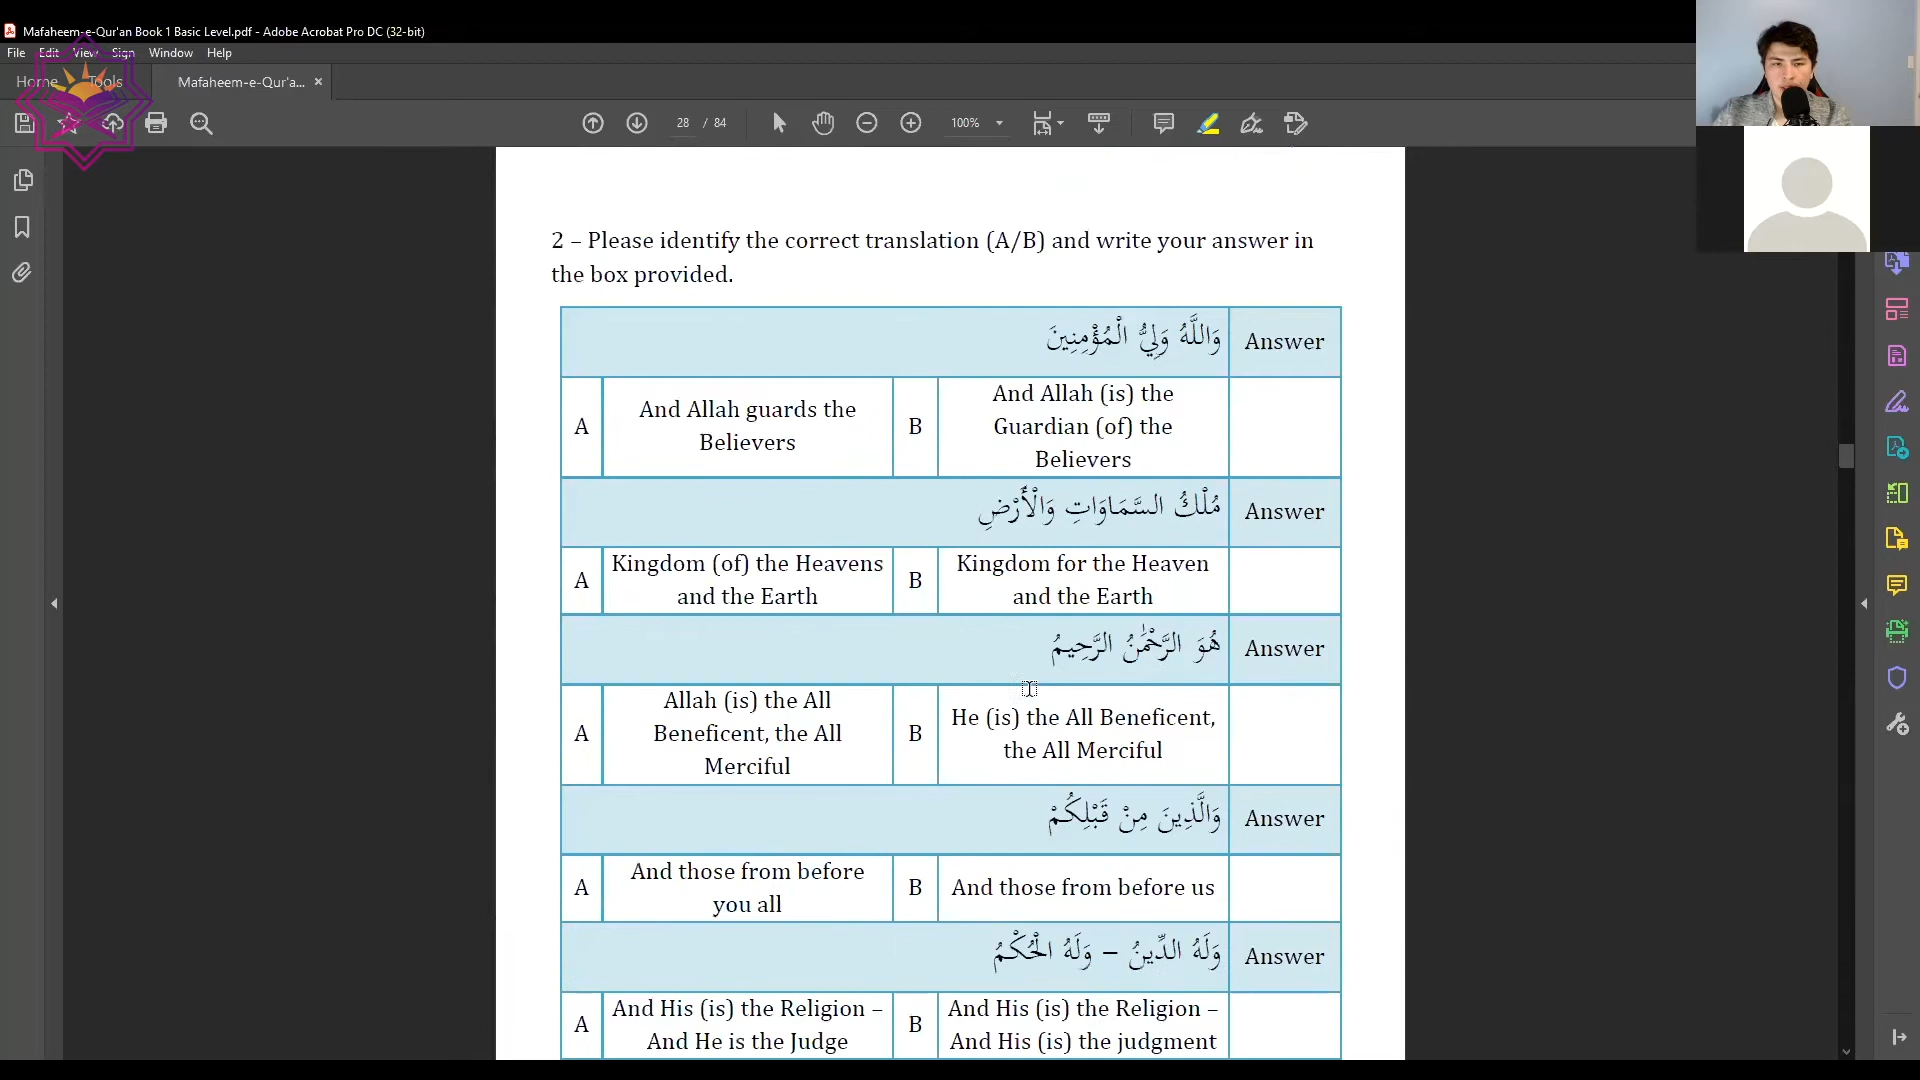 Mafaheem-e-Qur'an Book 1 Basic Level.pdf - Adobe Acrobat Pro DC (32-bit)
File Edit View Sign Window Help
Home Tools Mafaheem-e-Qur'a... ×
28 / 84 100%
2 – Please identify the correct translation (A/B) and write your answer in
the box provided.
وَاللَّهُ وَلِيُّ الْمُؤْمِنِينَ
Answer
A
And Allah guards the
Believers
B
And Allah (is) the
Guardian (of) the
Believers
مُلْكُ السَّمَاوَاتِ وَالْأَرْضِ
Answer
A
Kingdom (of) the Heavens
and the Earth
B
Kingdom for the Heaven
and the Earth
هُوَ الرَّحْمَٰنُ الرَّحِيمُ
Answer
A
Allah (is) the All
Beneficent, the All
Merciful
B
He (is) the All Beneficent,
the All Merciful
وَالَّذِينَ مِنْ قَبْلِكُمْ
Answer
A
And those from before
you all
B
And those from before us
وَلَهُ الدِّينُ – وَلَهُ الْحُكْمُ
Answer
A
And His (is) the Religion –
And He is the Judge
B
And His (is) the Religion –
And His (is) the judgment